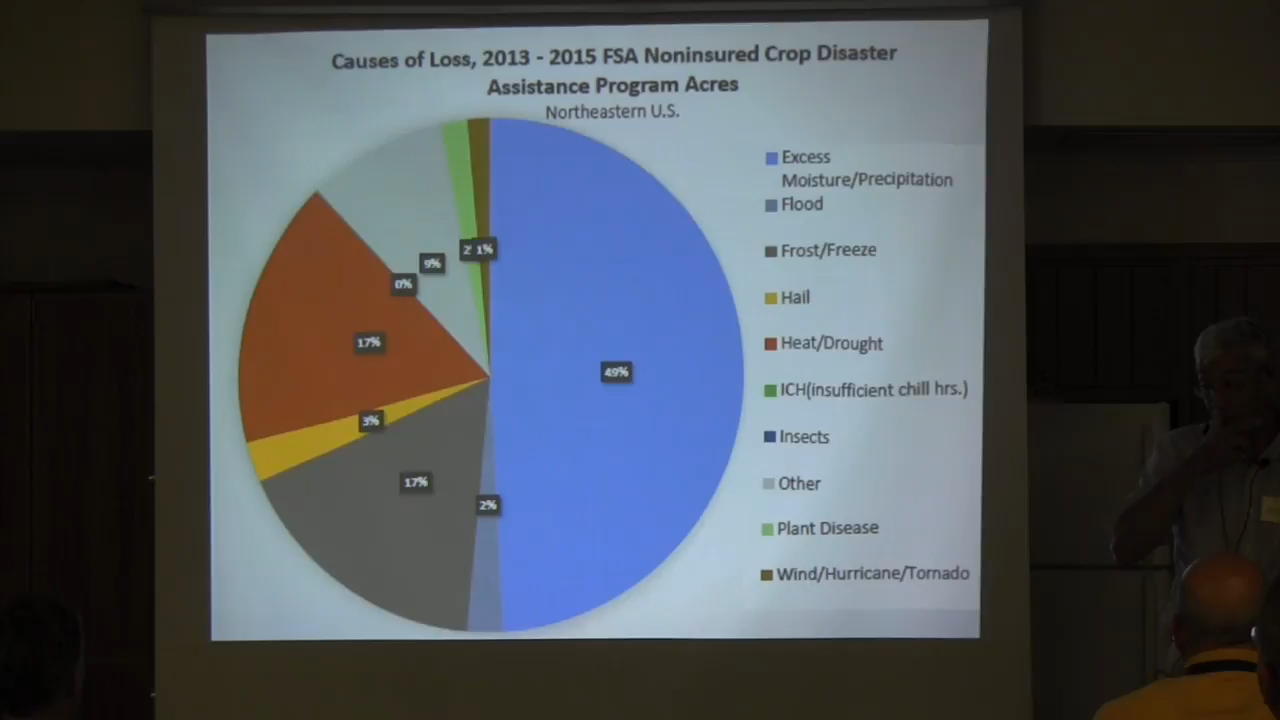 Causes of Loss, 2013 - 2015 FSA Noninsured Crop Disaster
Assistance Program Acres
Northeastern U.S.
Excess
Moisture/Precipitation
Flood
Frost/Freeze
Hail
Heat/Drought
ICH(insufficient chill hrs.)
Insects
Other
Plant Disease
Wind/Hurricane/Tornado
2 1%
9%
0%
17%
49%
3%
17%
2%